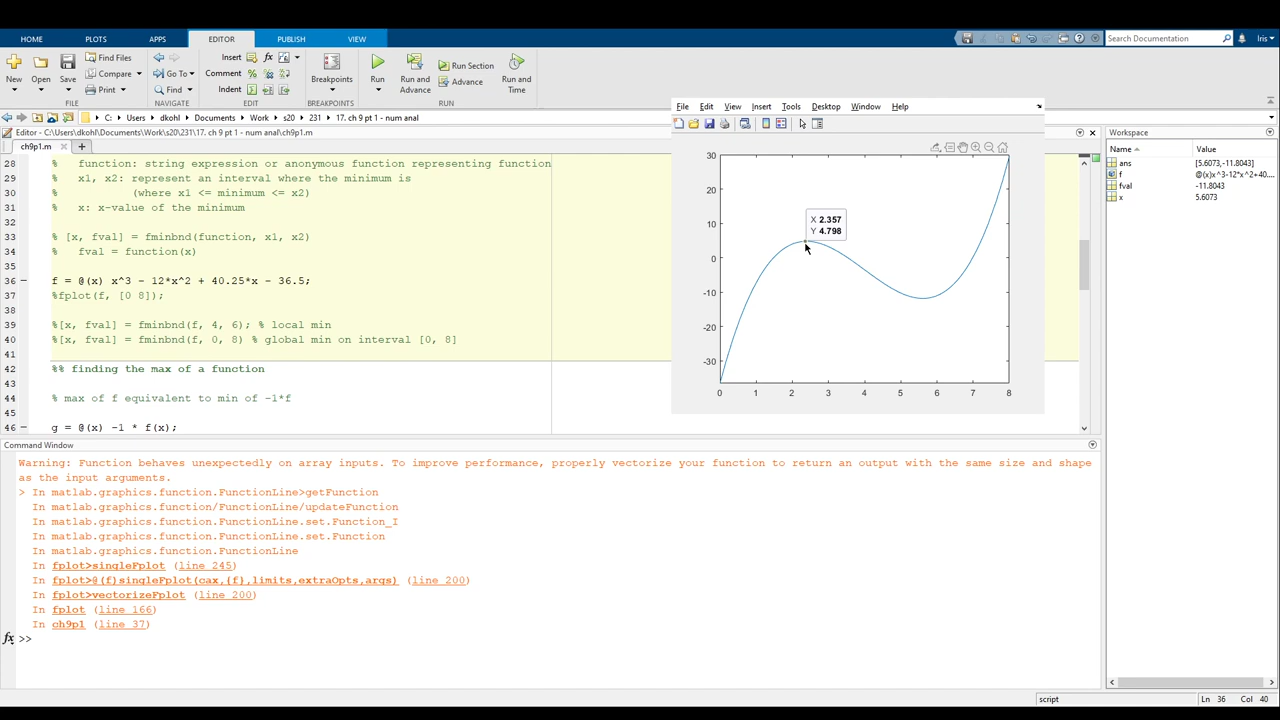 HOME PLOTS APPS EDITOR PUBLISH VIEW
Search Documentation Iris
New Open Save Find Files Compare Print
Go To Find
Insert fx
Comment
Indent
Breakpoints Run Run and Advance Run Section Advance Run and Time
FILE NAVIGATE EDIT BREAKPOINTS RUN
C: Users dkohl Documents Work s20 231 17. ch 9 pt 1 - num anal
Editor - C:\Users\dkohl\Documents\Work\s20\231\17. ch 9 pt 1 - num anal\ch9p1.m
ch9p1.m
28 % function: string expression or anonymous function representing function
29 % x1, x2: represent an interval where the minimum is
30 % (where x1 <= minimum <= x2)
31 % x: x-value of the minimum
32
33 % [x, fval] = fminbnd(function, x1, x2)
34 % fval = function(x)
35
36 f = @(x) x^3 - 12*x^2 + 40.25*x - 36.5;
37 %fplot(f, [0 8]);
38
39 %[x, fval] = fminbnd(f, 4, 6); % local min
40 %[x, fval] = fminbnd(f, 0, 8) % global min on interval [0, 8]
41
42 %% finding the max of a function
43
44 % max of f equivalent to min of -1*f
45
46 g = @(x) -1 * f(x);
File Edit View Insert Tools Desktop Window Help
30
20
10
0
-10
-20
-30
0 1 2 3 4 5 6 7 8
X 2.357
Y 4.798
Workspace
Name Value
ans [5.6073,-11.8043]
f @(x)x^3-12*x^2+40....
fval -11.8043
x 5.6073
Command Window
Warning: Function behaves unexpectedly on array inputs. To improve performance, properly vectorize your function to return an output with the same size and shape
as the input arguments.
> In matlab.graphics.function.FunctionLine>getFunction
In matlab.graphics.function/FunctionLine/updateFunction
In matlab.graphics.function.FunctionLine.set.Function_I
In matlab.graphics.function.FunctionLine.set.Function
In matlab.graphics.function.FunctionLine
In fplot>singleFplot (line 245)
In fplot>@(f)singleFplot(cax,{f},limits,extraOpts,args) (line 200)
In fplot>vectorizeFplot (line 200)
In fplot (line 166)
In ch9p1 (line 37)
fx >>
script Ln 36 Col 40